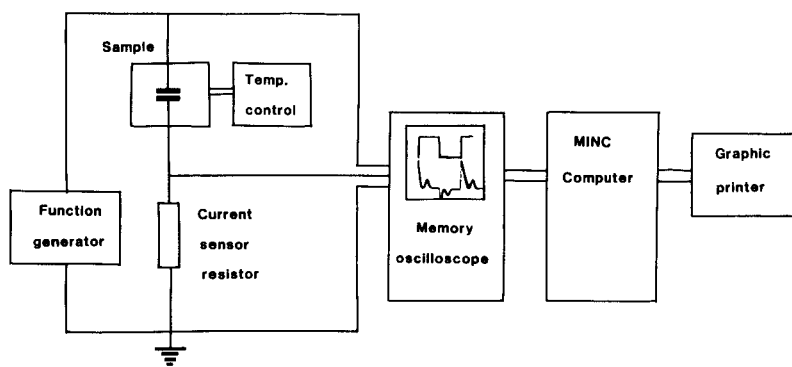 Sample
Temp.
control
Function
generator
Current
sensor
resistor
Memory
oscilloscope
MINC
Computer
Graphic
printer